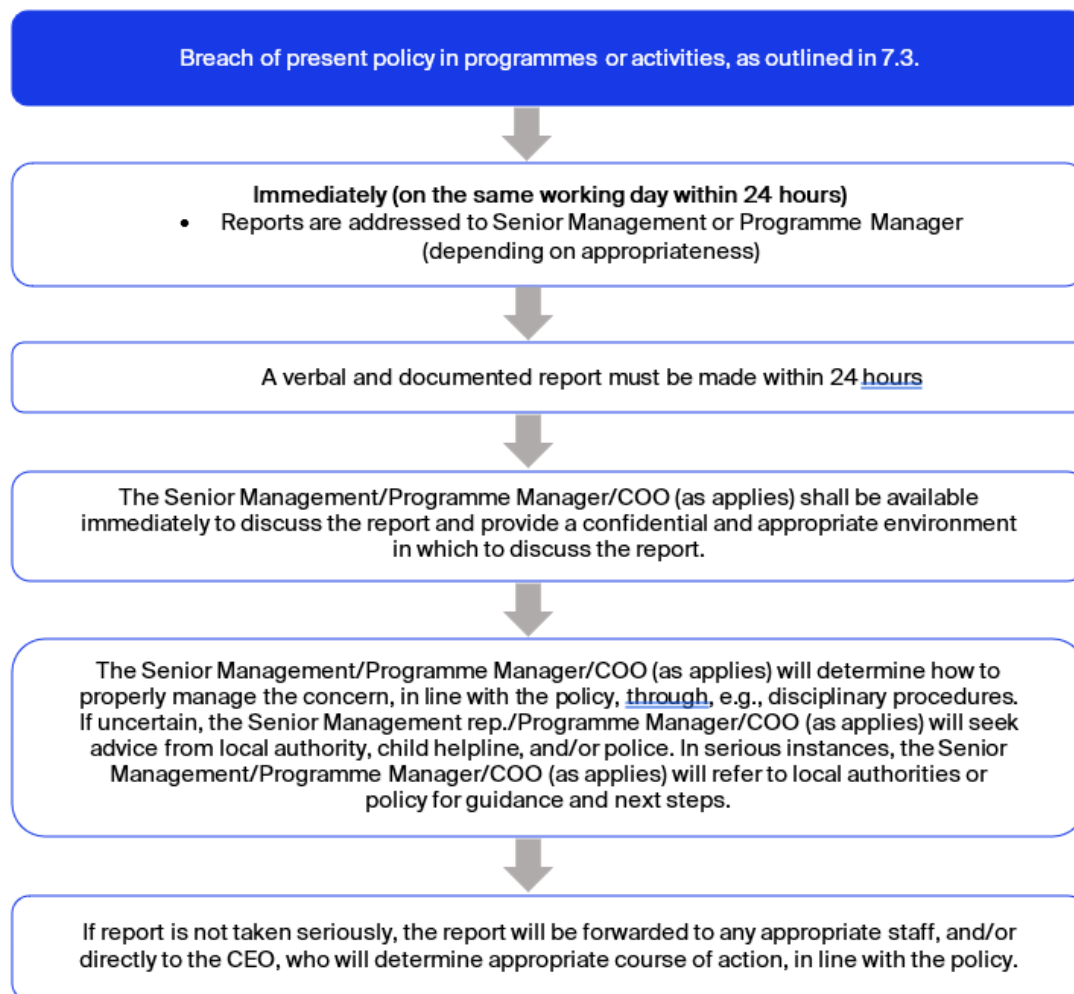 Breach of present policy in programmes or activities, as outlined in 7.3.
Immediately (on the same working day within 24 hours)
• Reports are addressed to Senior Management or Programme Manager
(depending on appropriateness)
A verbal and documented report must be made within 24 hours
The Senior Management/Programme Manager/COO (as applies) shall be available
immediately to discuss the report and provide a confidential and appropriate environment
in which to discuss the report.
The Senior Management/Programme Manager/COO (as applies) will determine how to
properly manage the concern, in line with the policy, through, e.g., disciplinary procedures.
If uncertain, the Senior Management rep./Programme Manager/COO (as applies) will seek
advice from local authority, child helpline, and/or police. In serious instances, the Senior
Management/Programme Manager/COO (as applies) will refer to local authorities or
policy for guidance and next steps.
If report is not taken seriously, the report will be forwarded to any appropriate staff, and/or
directly to the CEO, who will determine appropriate course of action, in line with the policy.